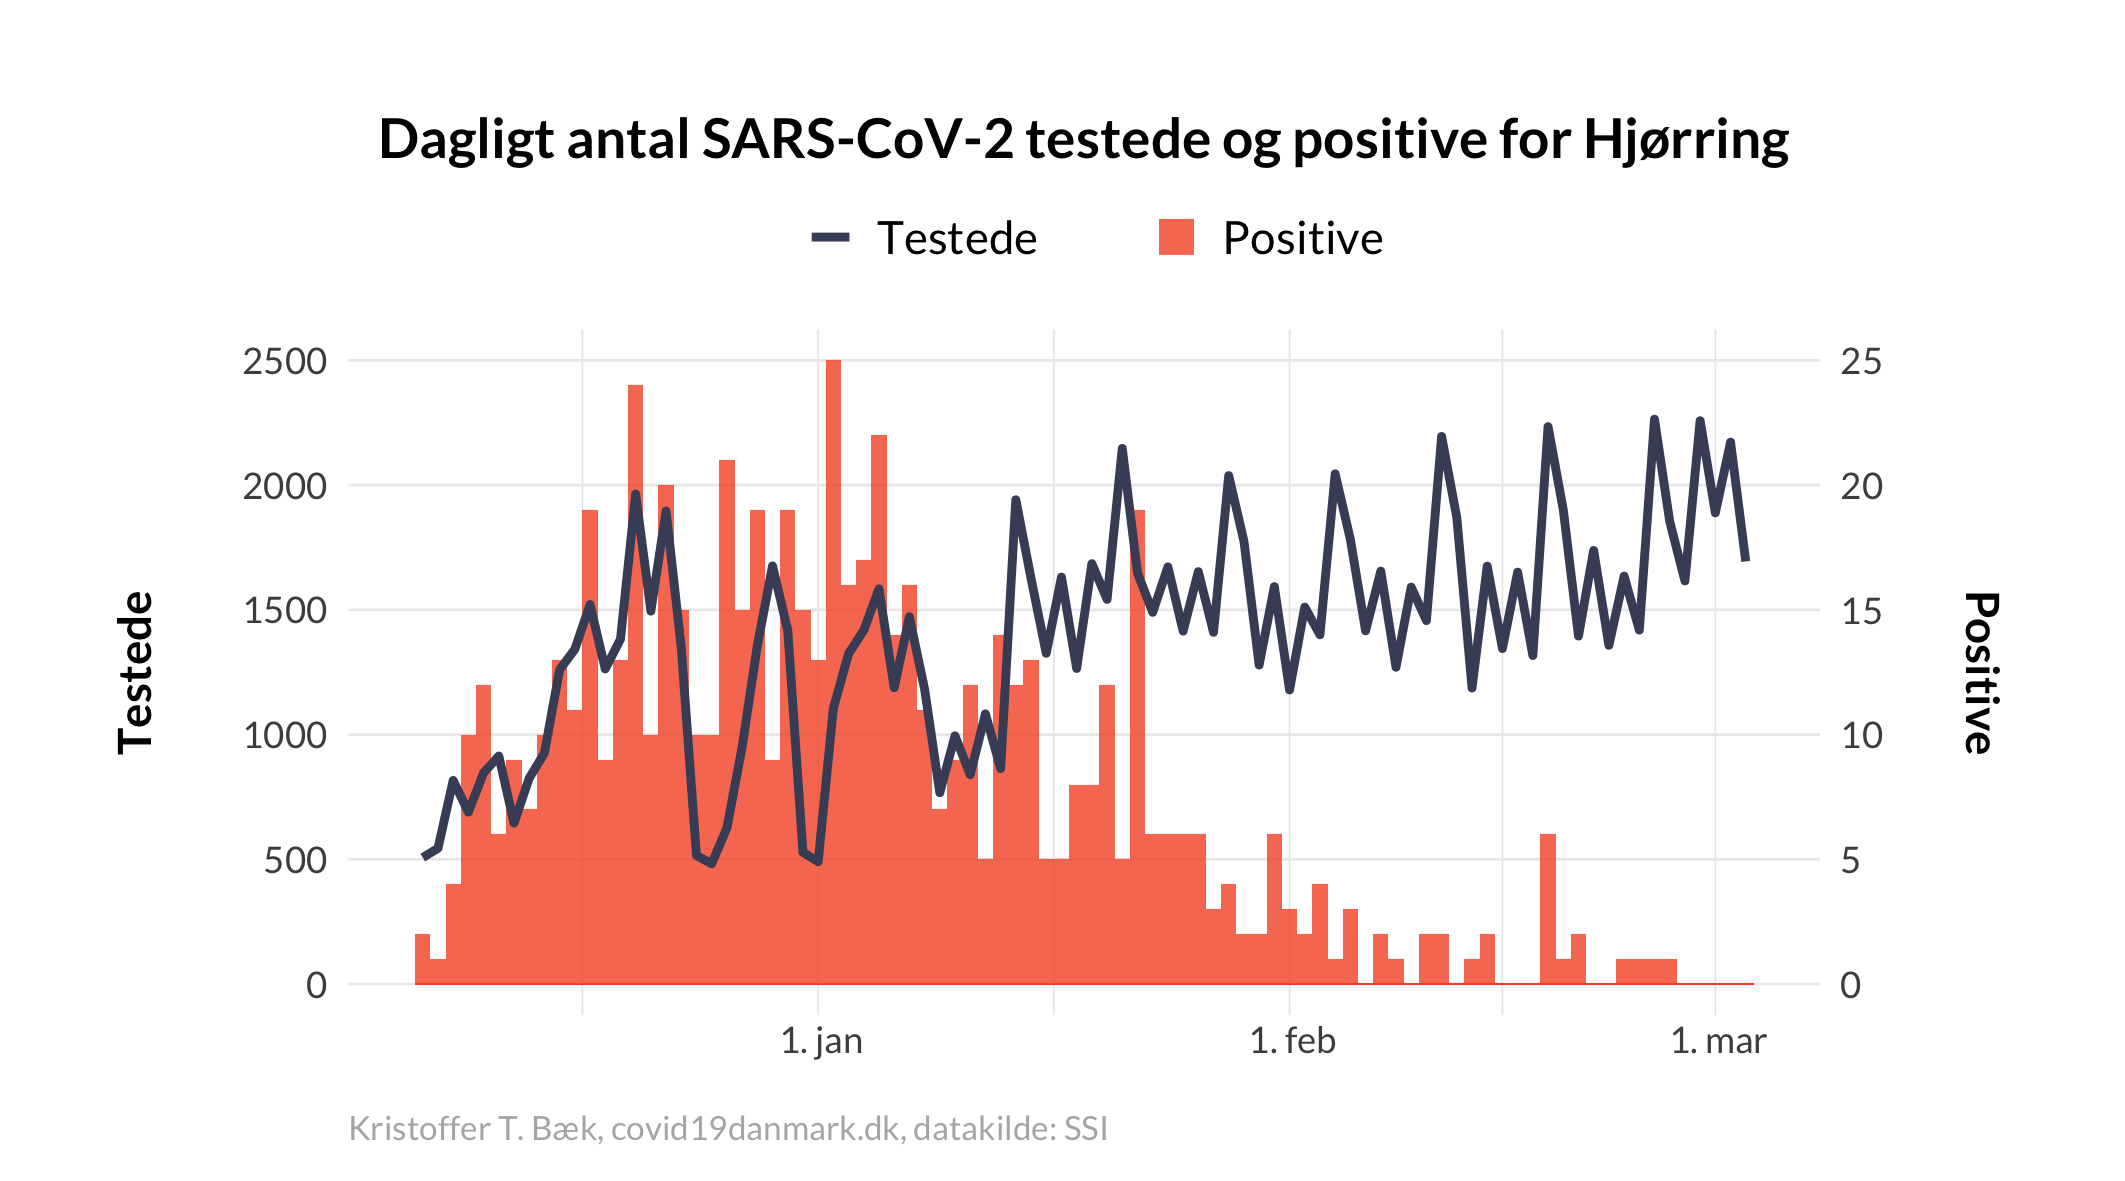 Dagligt antal SARS-CoV-2 testede og positive for Hjørring
Testede Positive
2500 25
2000 20
1500 15
1000 10
500 5
0 0
Testede
Positive
1. jan 1. feb 1. mar
Kristoffer T. Bæk, covid19danmark.dk, datakilde: SSI